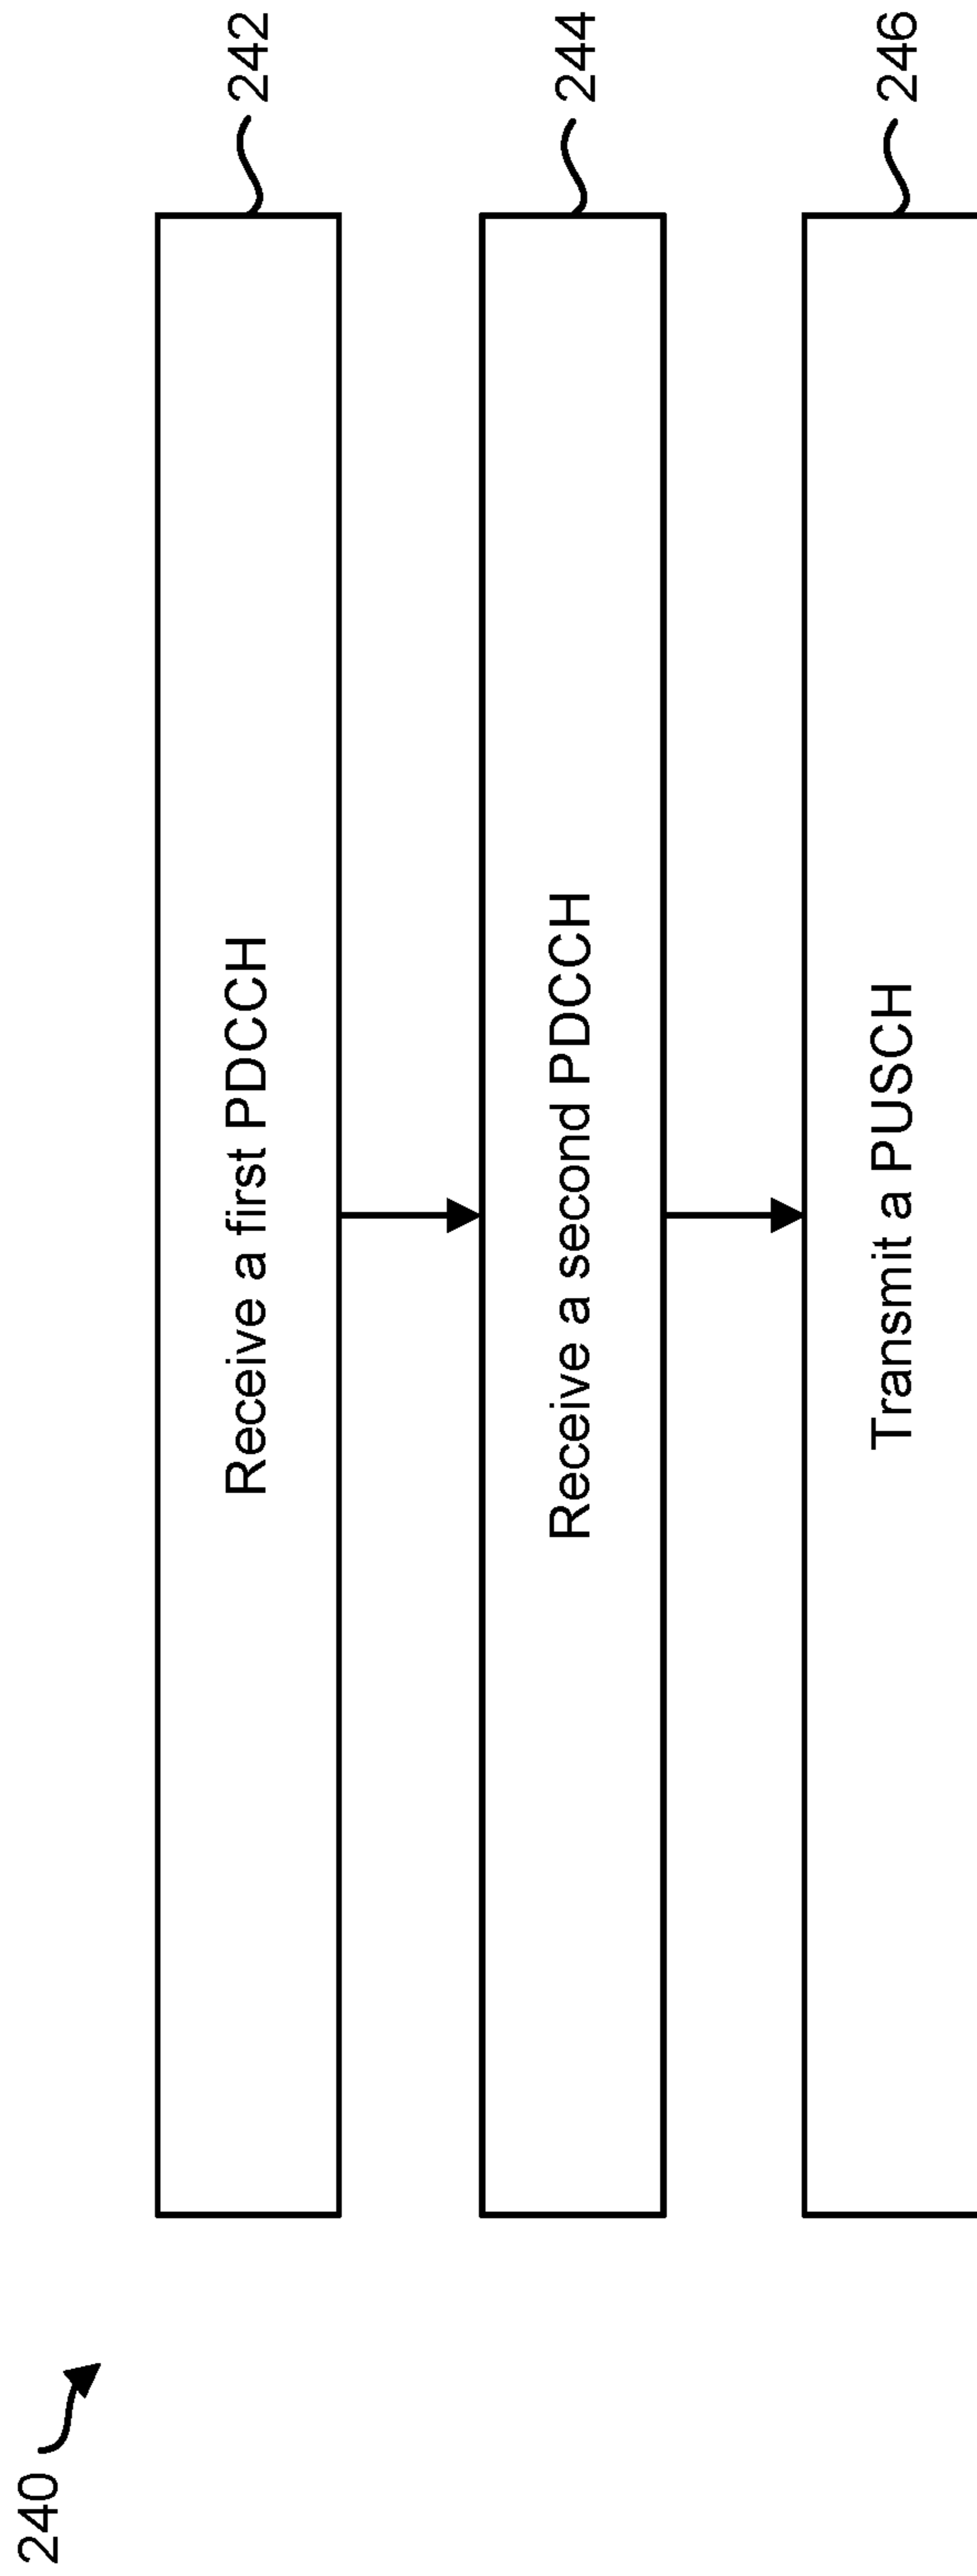 240
Receive a first PDCCH
242
Receive a second PDCCH
244
Transmit a PUSCH
246